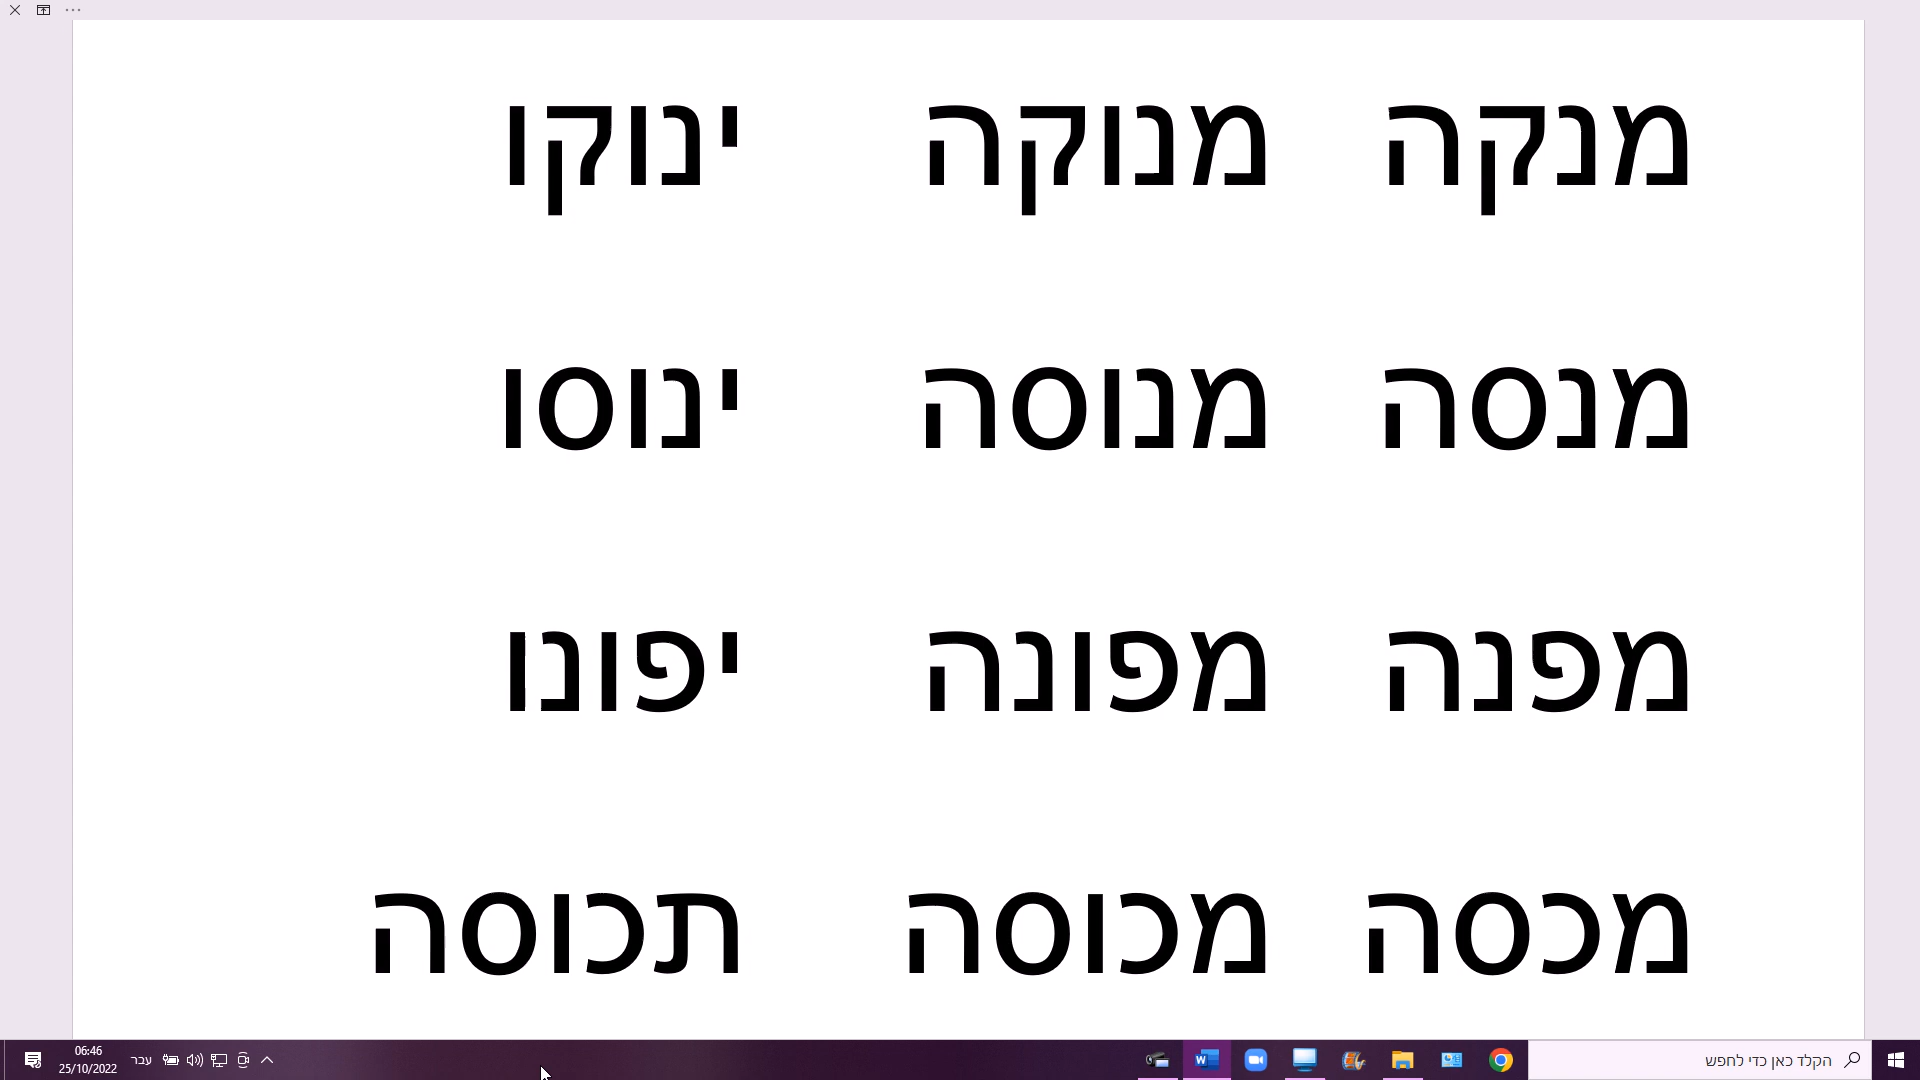 מנקה מנוקה ינוקו
מנסה מנוסה ינוסו
מפנה מפונה יפונו
מכסה מכוסה תכוסה
הקלד כאן כדי לחפש
עבר
06:46
25/10/2022